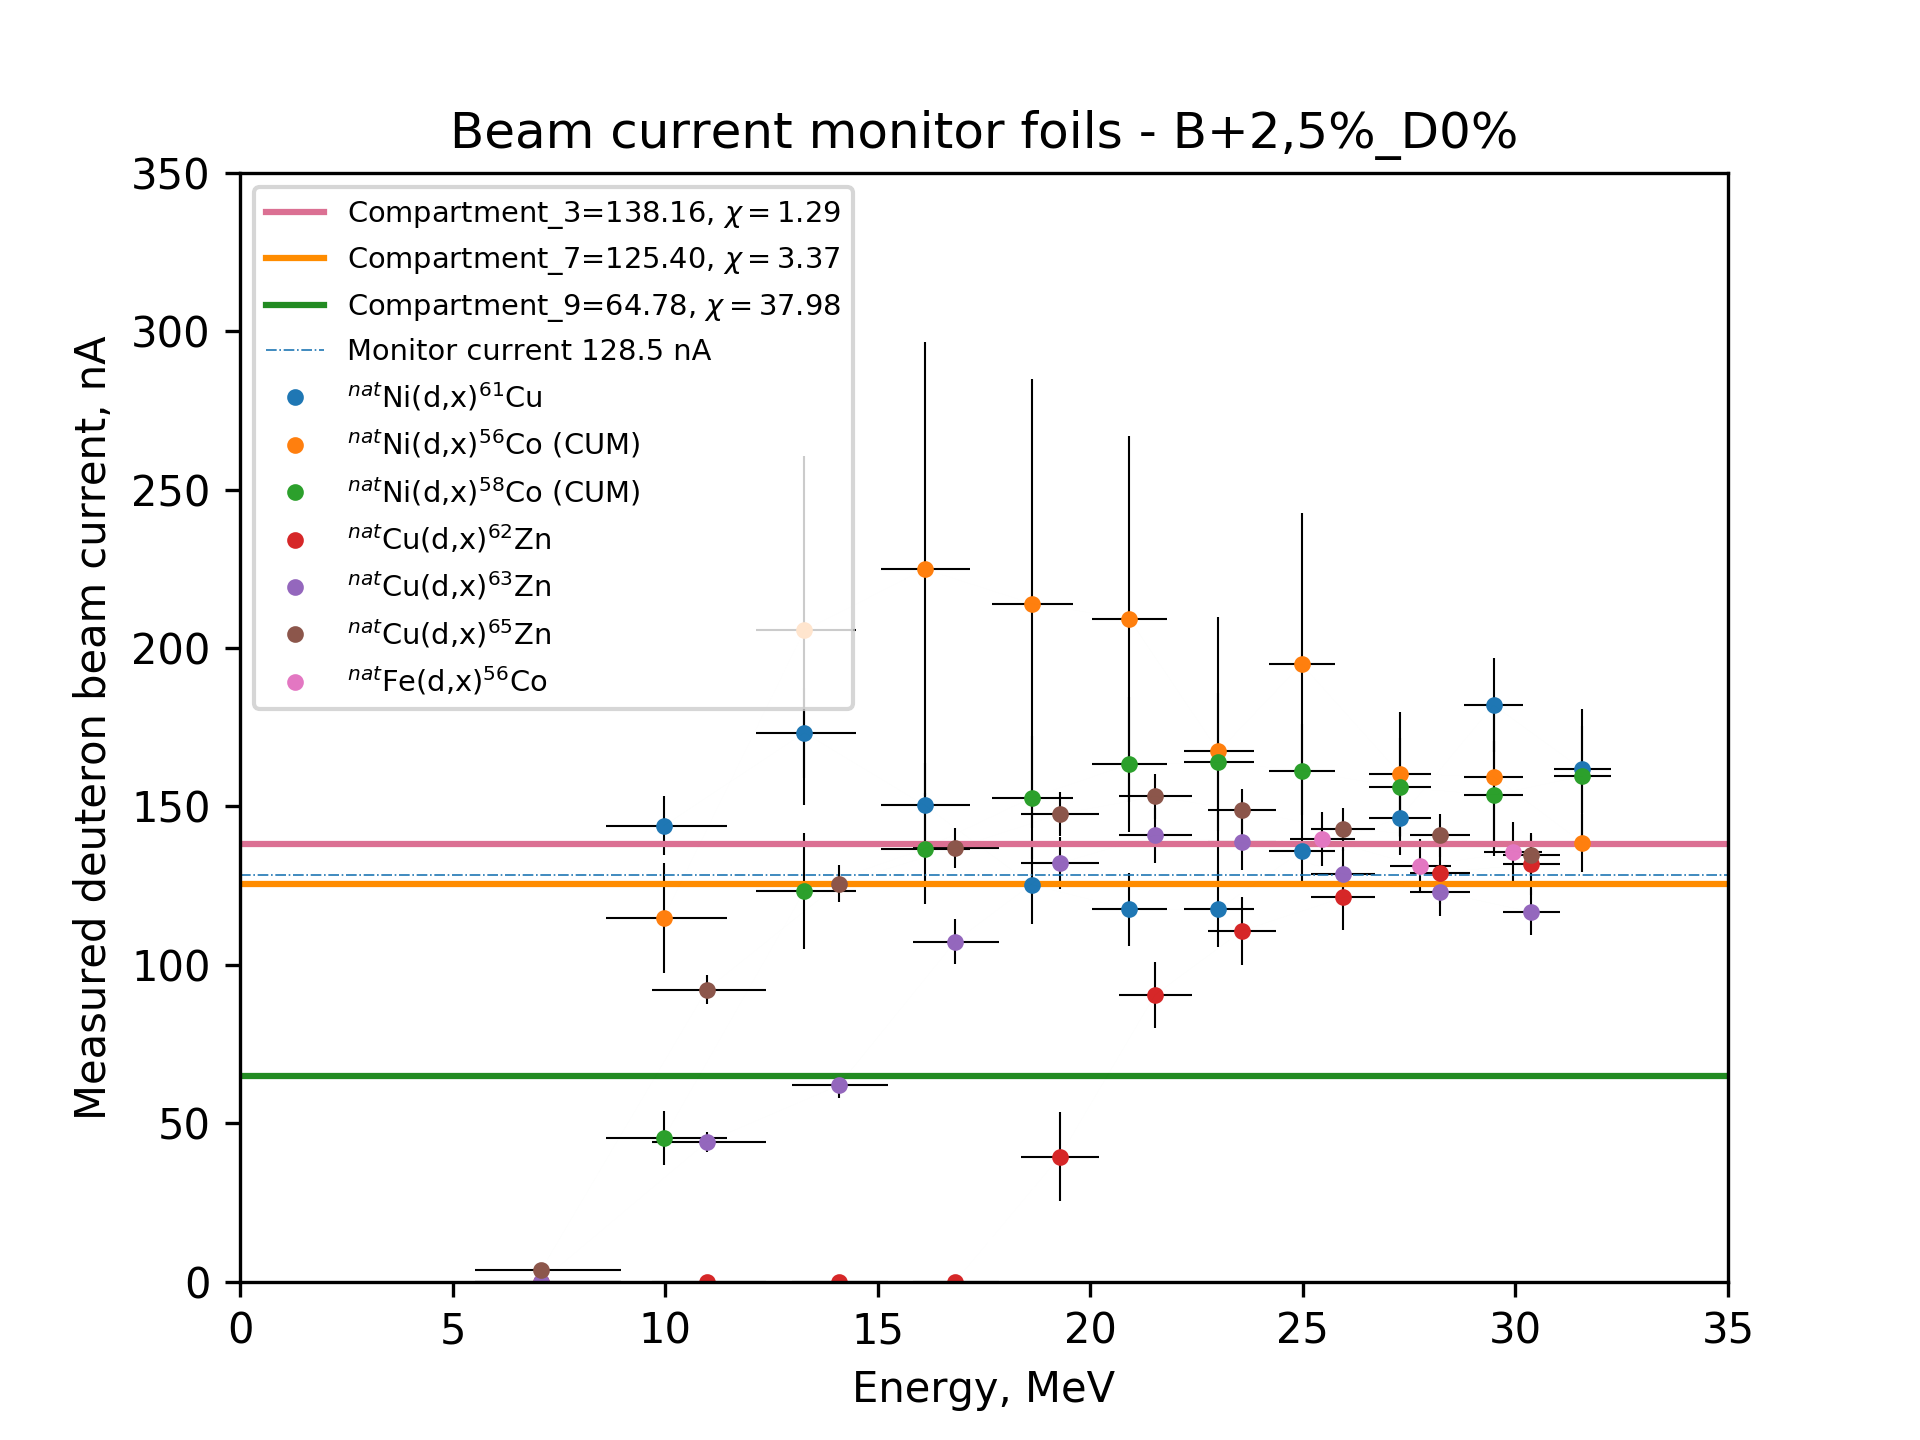 Beam current monitor foils - B+2,5%_D0%
Measured deuteron beam current, nA
350
300
250
200
150
100
50
0
Compartment_3=138.16, χ = 1.29
Compartment_7=125.40, χ = 3.37
Compartment_9=64.78, χ = 37.98
Monitor current 128.5 nA
natNi(d,x)61Cu
natNi(d,x)56Co (CUM)
natNi(d,x)58Co (CUM)
natCu(d,x)62Zn
natCu(d,x)63Zn
natCu(d,x)65Zn
natFe(d,x)56Co
0 5 10 15 20 25 30 35
Energy, MeV